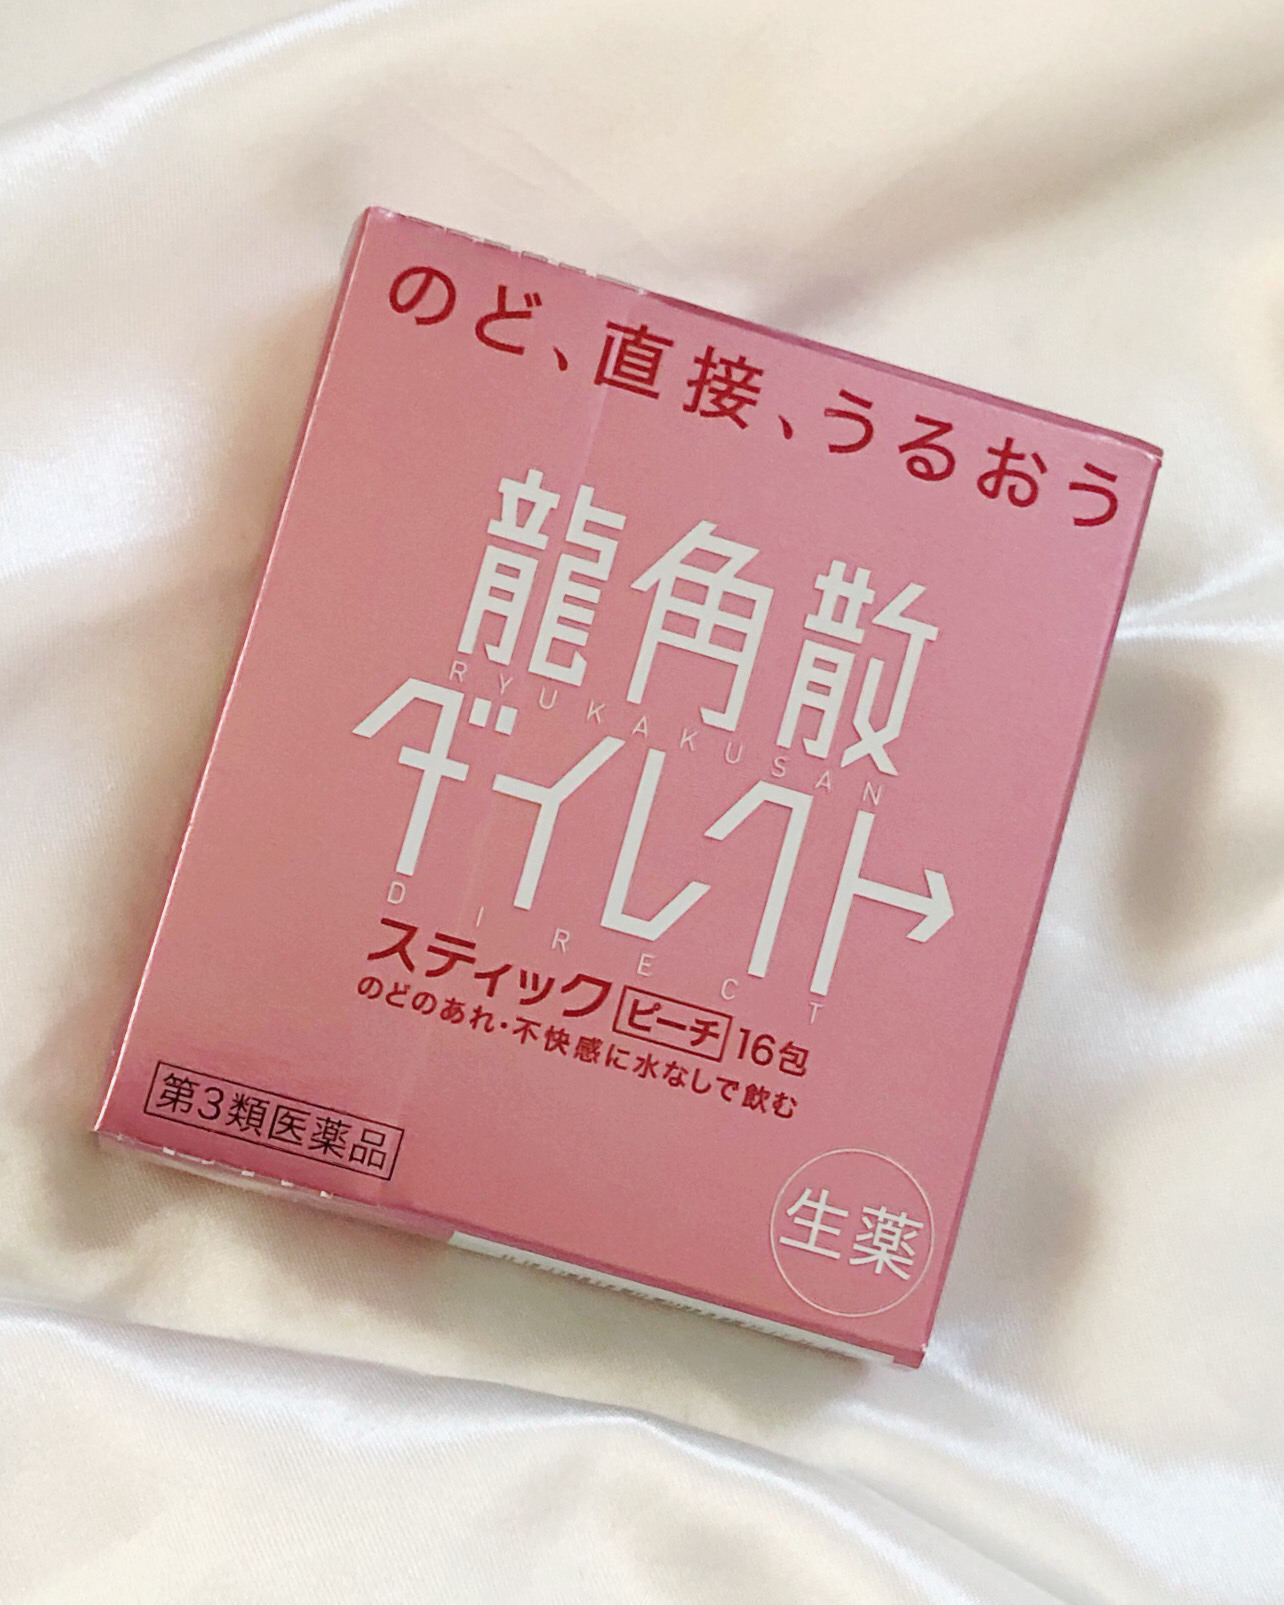 のど、直接、うるおう
龍角散
RYUKAKUSAN
ダイレクト
DIRECT
スティック ピーチ 16包
のどのあれ・不快感に水なしで飲む
第3類医薬品
生薬